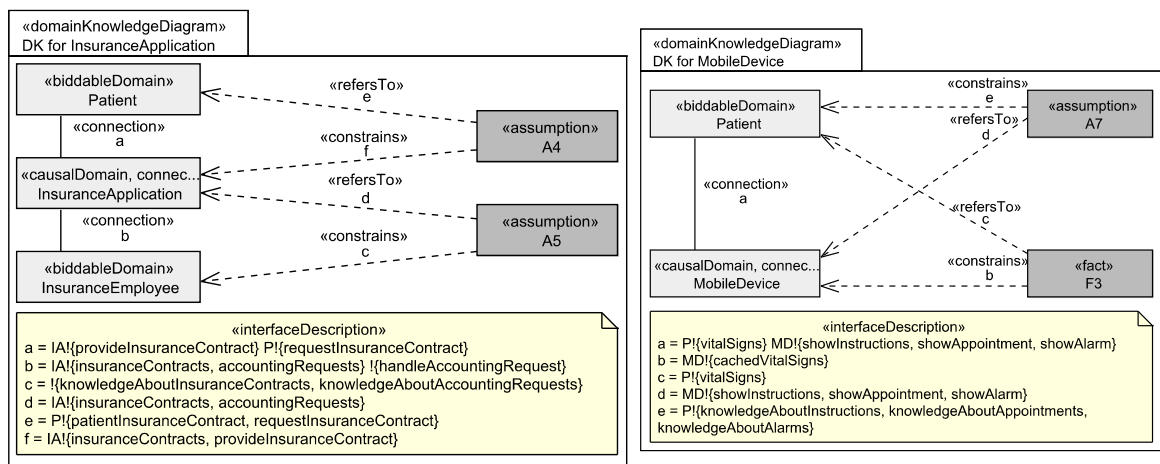 «domainKnowledgeDiagram»
DK for InsuranceApplication
«biddableDomain»
Patient
«connection»
a
«causalDomain, connec...
InsuranceApplication
«connection»
b
«biddableDomain»
InsuranceEmployee
«refersTo»
e
«constrains»
f
«refersTo»
d
«constrains»
c
«assumption»
A4
«assumption»
A5
«interfaceDescription»
a = IA!{provideInsuranceContract} P!{requestInsuranceContract}
b = IA!{insuranceContracts, accountingRequests} !{handleAccountingRequest}
c = !{knowledgeAboutInsuranceContracts, knowledgeAboutAccountingRequests}
d = IA!{insuranceContracts, accountingRequests}
e = P!{patientInsuranceContract, requestInsuranceContract}
f = IA!{insuranceContracts, provideInsuranceContract}
«domainKnowledgeDiagram»
DK for MobileDevice
«biddableDomain»
Patient
«connection»
a
«causalDomain, connec...
MobileDevice
«constrains»
e
«refersTo»
d
«refersTo»
c
«constrains»
b
«assumption»
A7
«fact»
F3
«interfaceDescription»
a = P!{vitalSigns} MD!{showInstructions, showAppointment, showAlarm}
b = MD!{cachedVitalSigns}
c = P!{vitalSigns}
d = MD!{showInstructions, showAppointment, showAlarm}
e = P!{knowledgeAboutInstructions, knowledgeAboutAppointments,
knowledgeAboutAlarms}